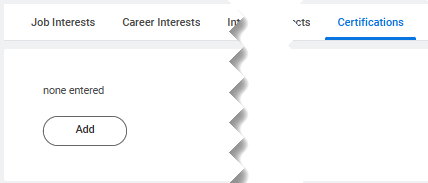 Job Interests Career Interests Certifications
none entered
Add